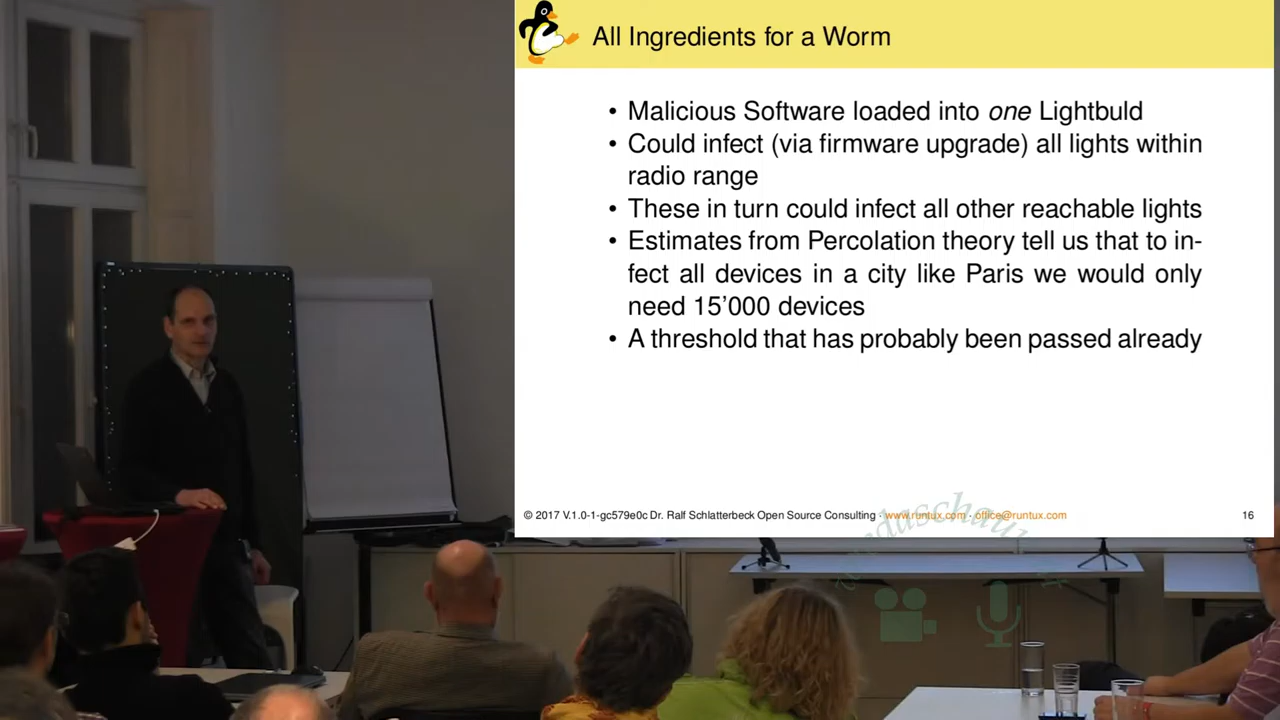 All Ingredients for a Worm
• Malicious Software loaded into one Lightbuld
• Could infect (via firmware upgrade) all lights within
radio range
• These in turn could infect all other reachable lights
• Estimates from Percolation theory tell us that to in-
fect all devices in a city like Paris we would only
need 15'000 devices
• A threshold that has probably been passed already
© 2017 V.1.0-1-gc579e0c Dr. Ralf Schlatterbeck Open Source Consulting · www.runtux.com · office@runtux.com
16